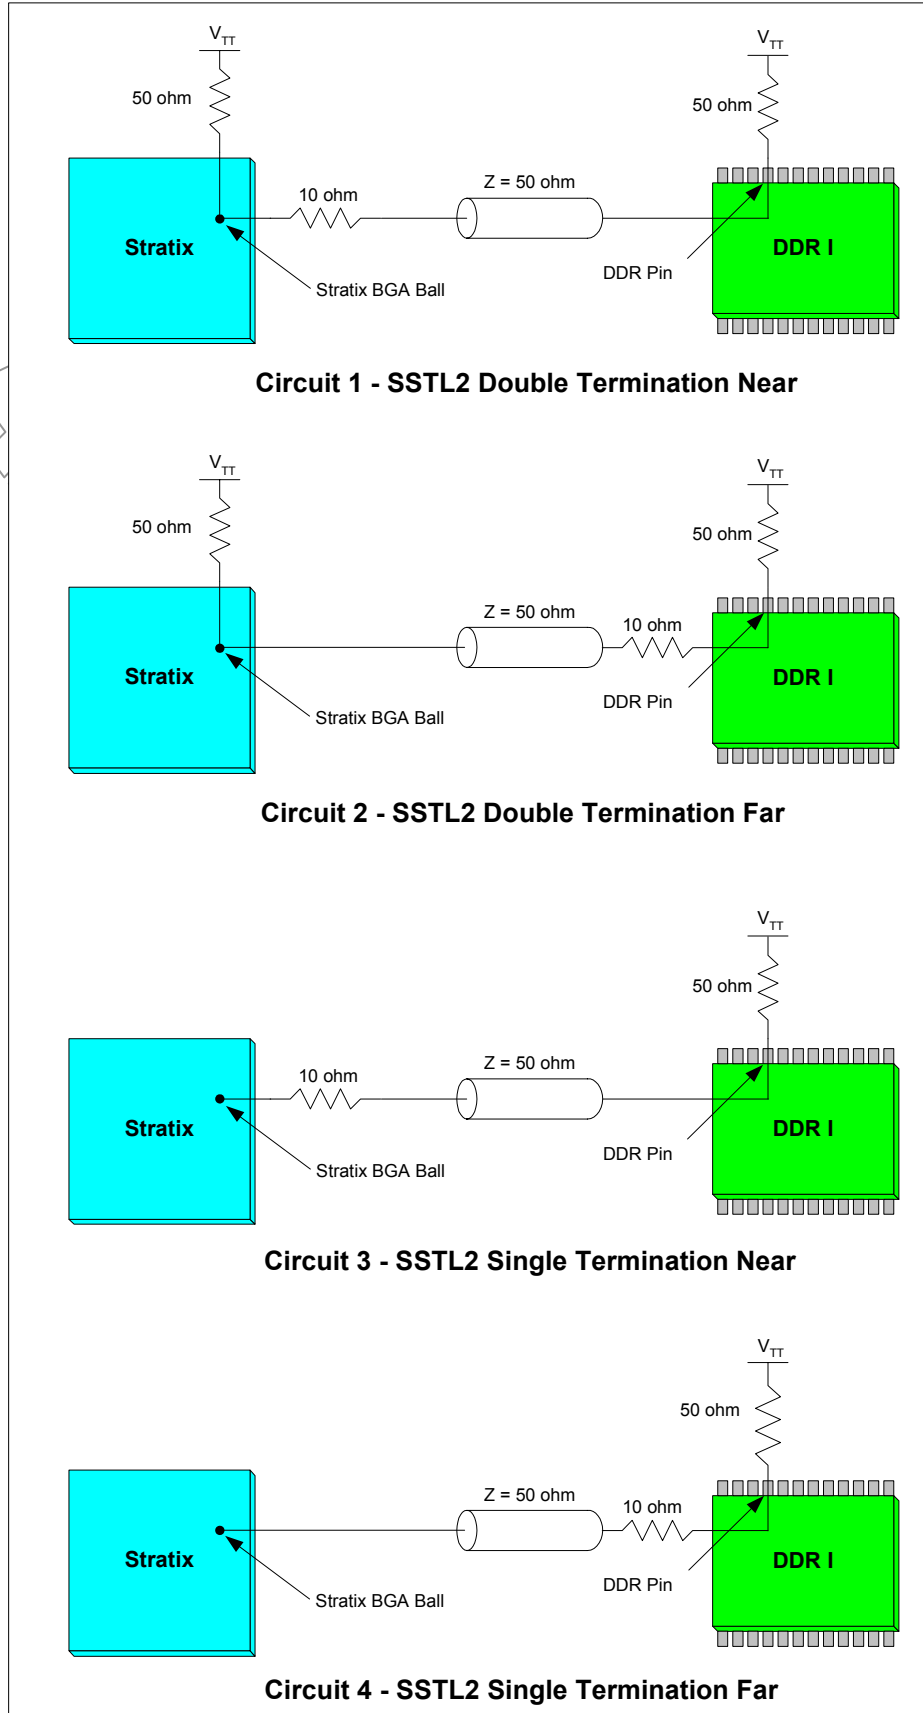 VTT
VTT
50 ohm
50 ohm
10 ohm
Z = 50 ohm
Stratix
DDR I
DDR Pin
Stratix BGA Ball
Circuit 1 - SSTL2 Double Termination Near
VTT
VTT
50 ohm
50 ohm
Z = 50 ohm
10 ohm
Stratix
DDR I
DDR Pin
Stratix BGA Ball
Circuit 2 - SSTL2 Double Termination Far
VTT
50 ohm
10 ohm
Z = 50 ohm
Stratix
DDR I
DDR Pin
Stratix BGA Ball
Circuit 3 - SSTL2 Single Termination Near
VTT
50 ohm
Z = 50 ohm
10 ohm
Stratix
DDR I
DDR Pin
Stratix BGA Ball
Circuit 4 - SSTL2 Single Termination Far